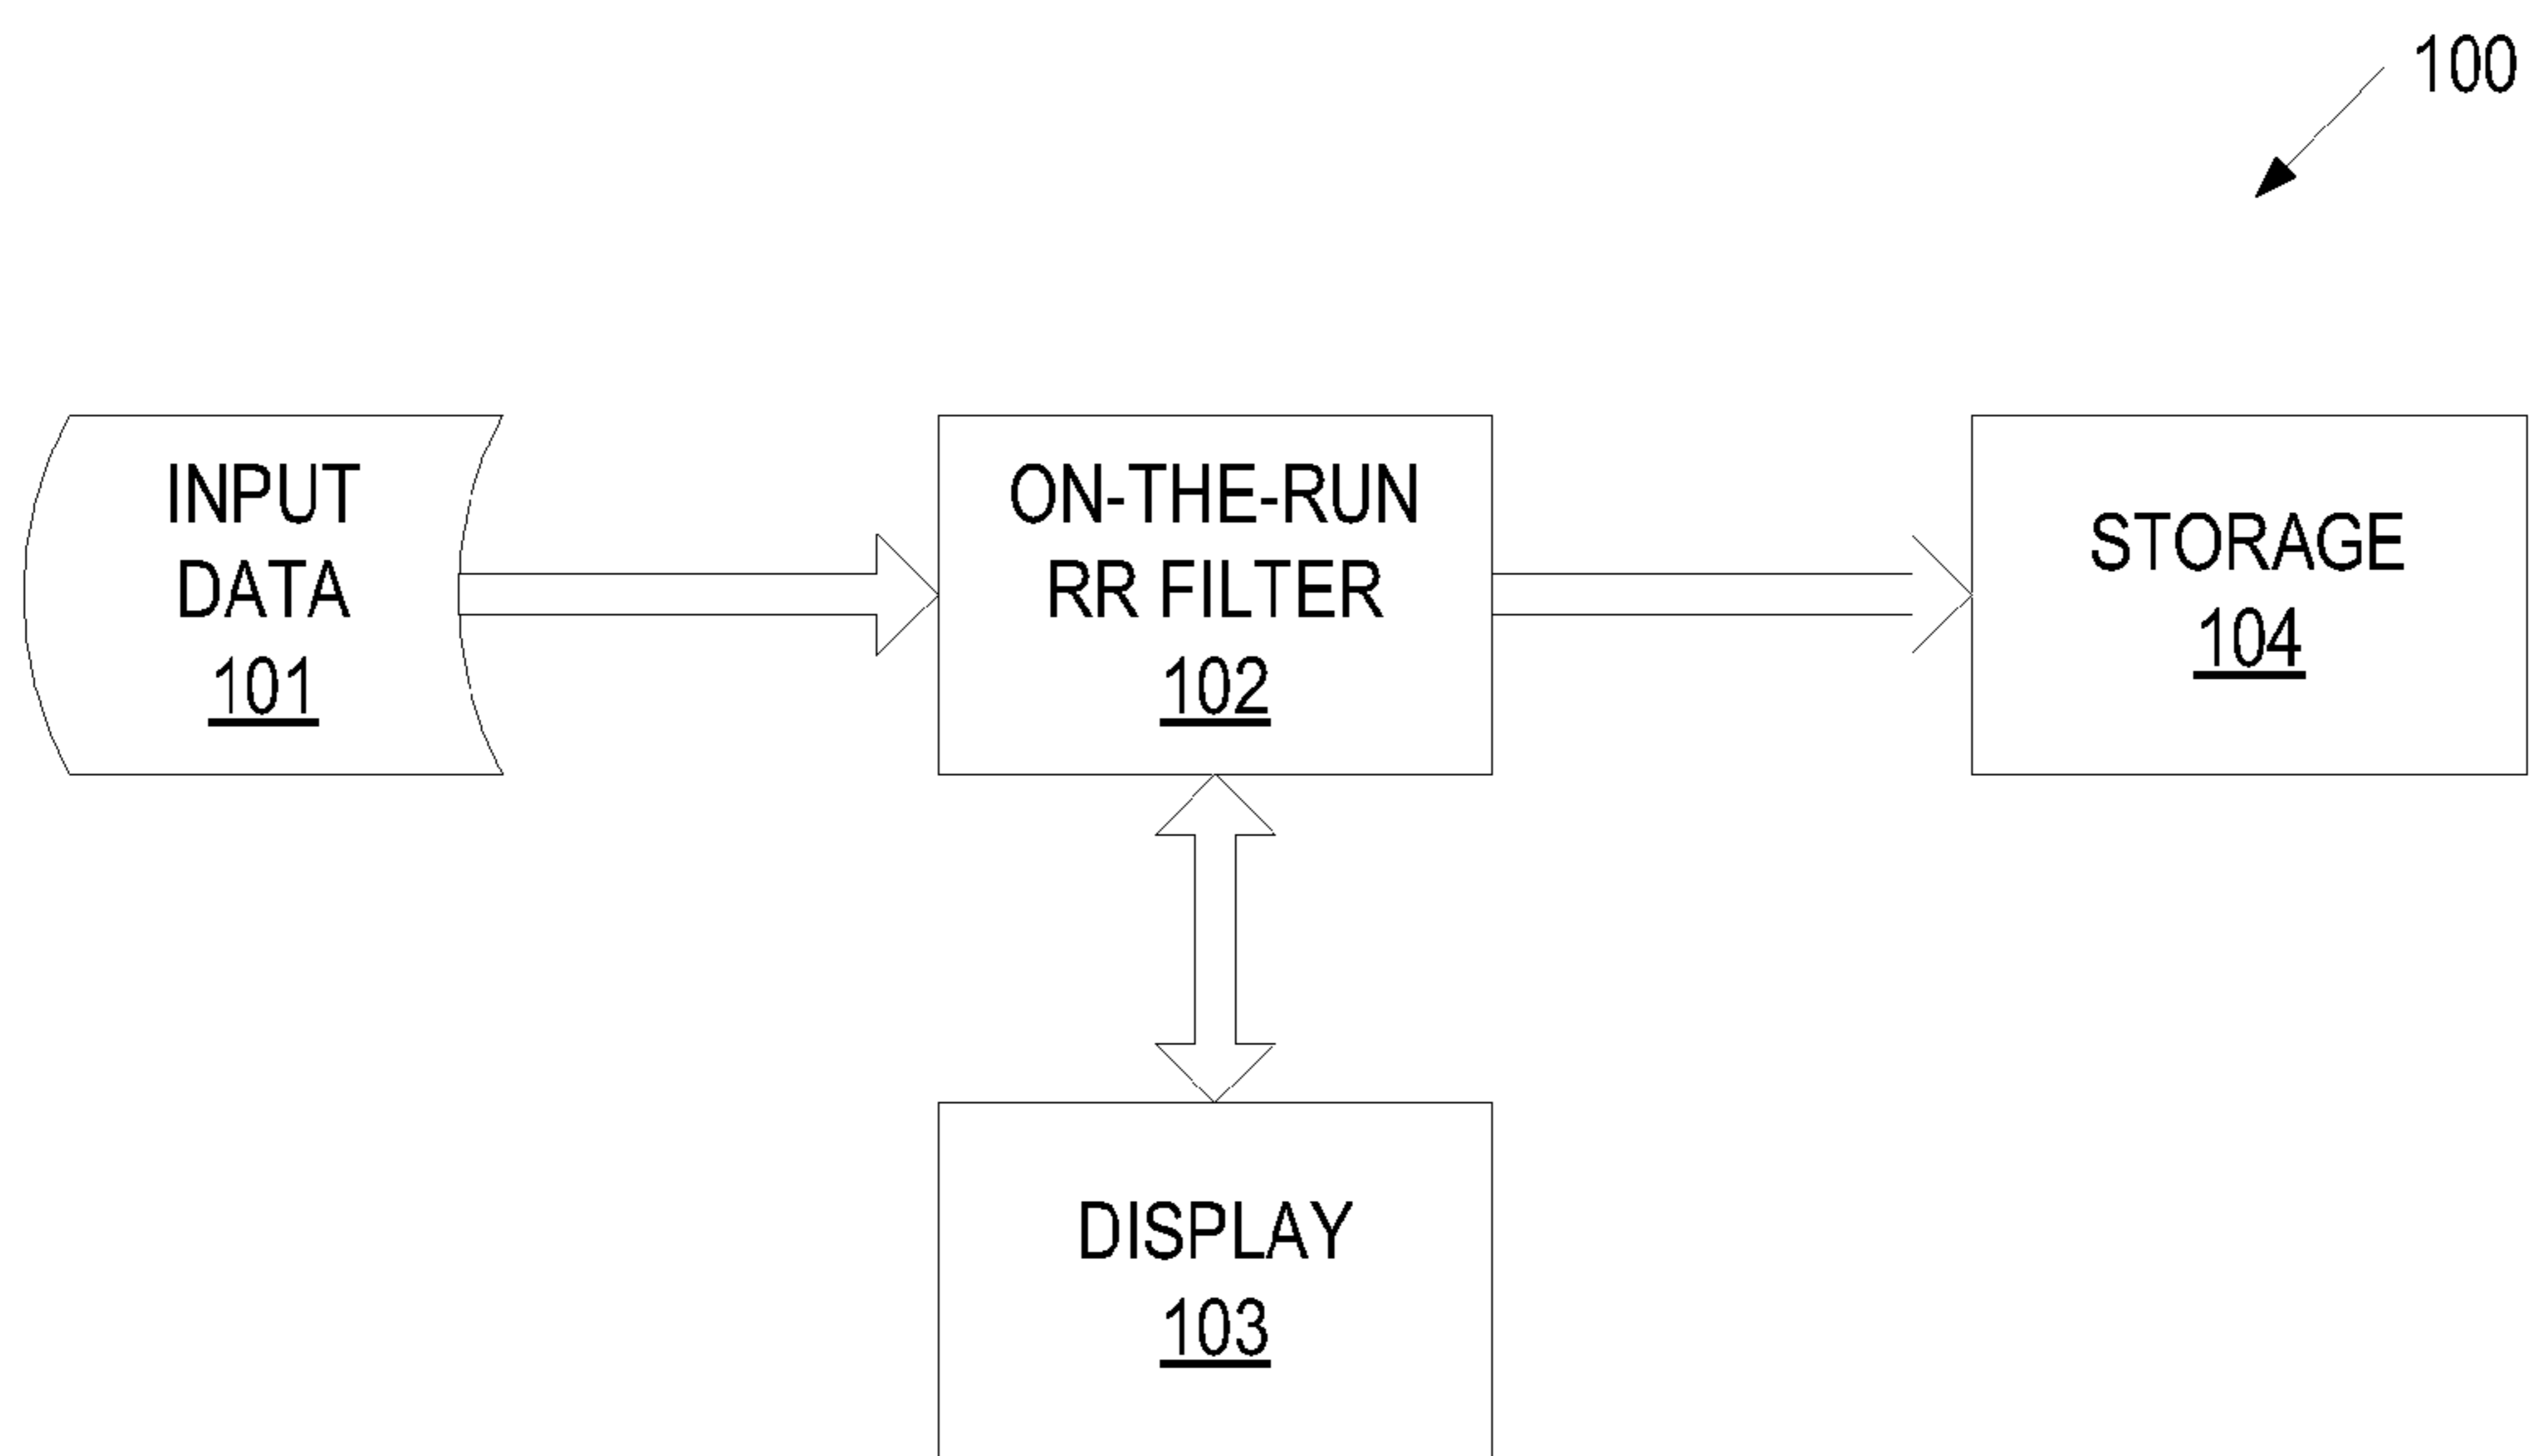 100
INPUT
DATA
101
ON-THE-RUN
RR FILTER
102
STORAGE
104
DISPLAY
103